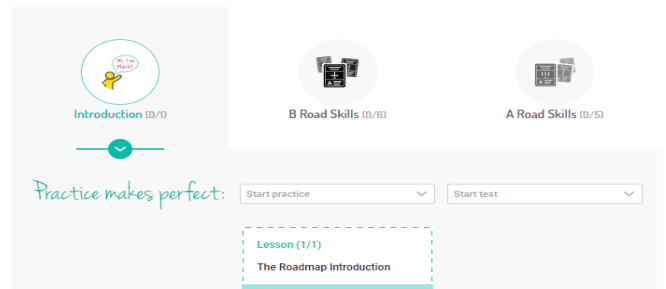 Hi, I'm
Mark!
Introduction (0/1)
B Road Skills (0/6)
A Road Skills (0/5)
Practice makes perfect:
Start practice
Start test
Lesson (1/1)
The Roadmap Introduction